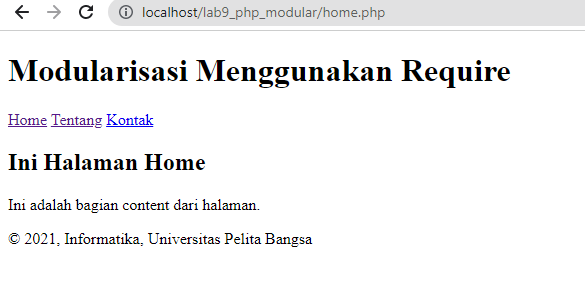 localhost/lab9_php_modular/home.php
Modularisasi Menggunakan Require
Home Tentang Kontak
Ini Halaman Home
Ini adalah bagian content dari halaman.
© 2021, Informatika, Universitas Pelita Bangsa